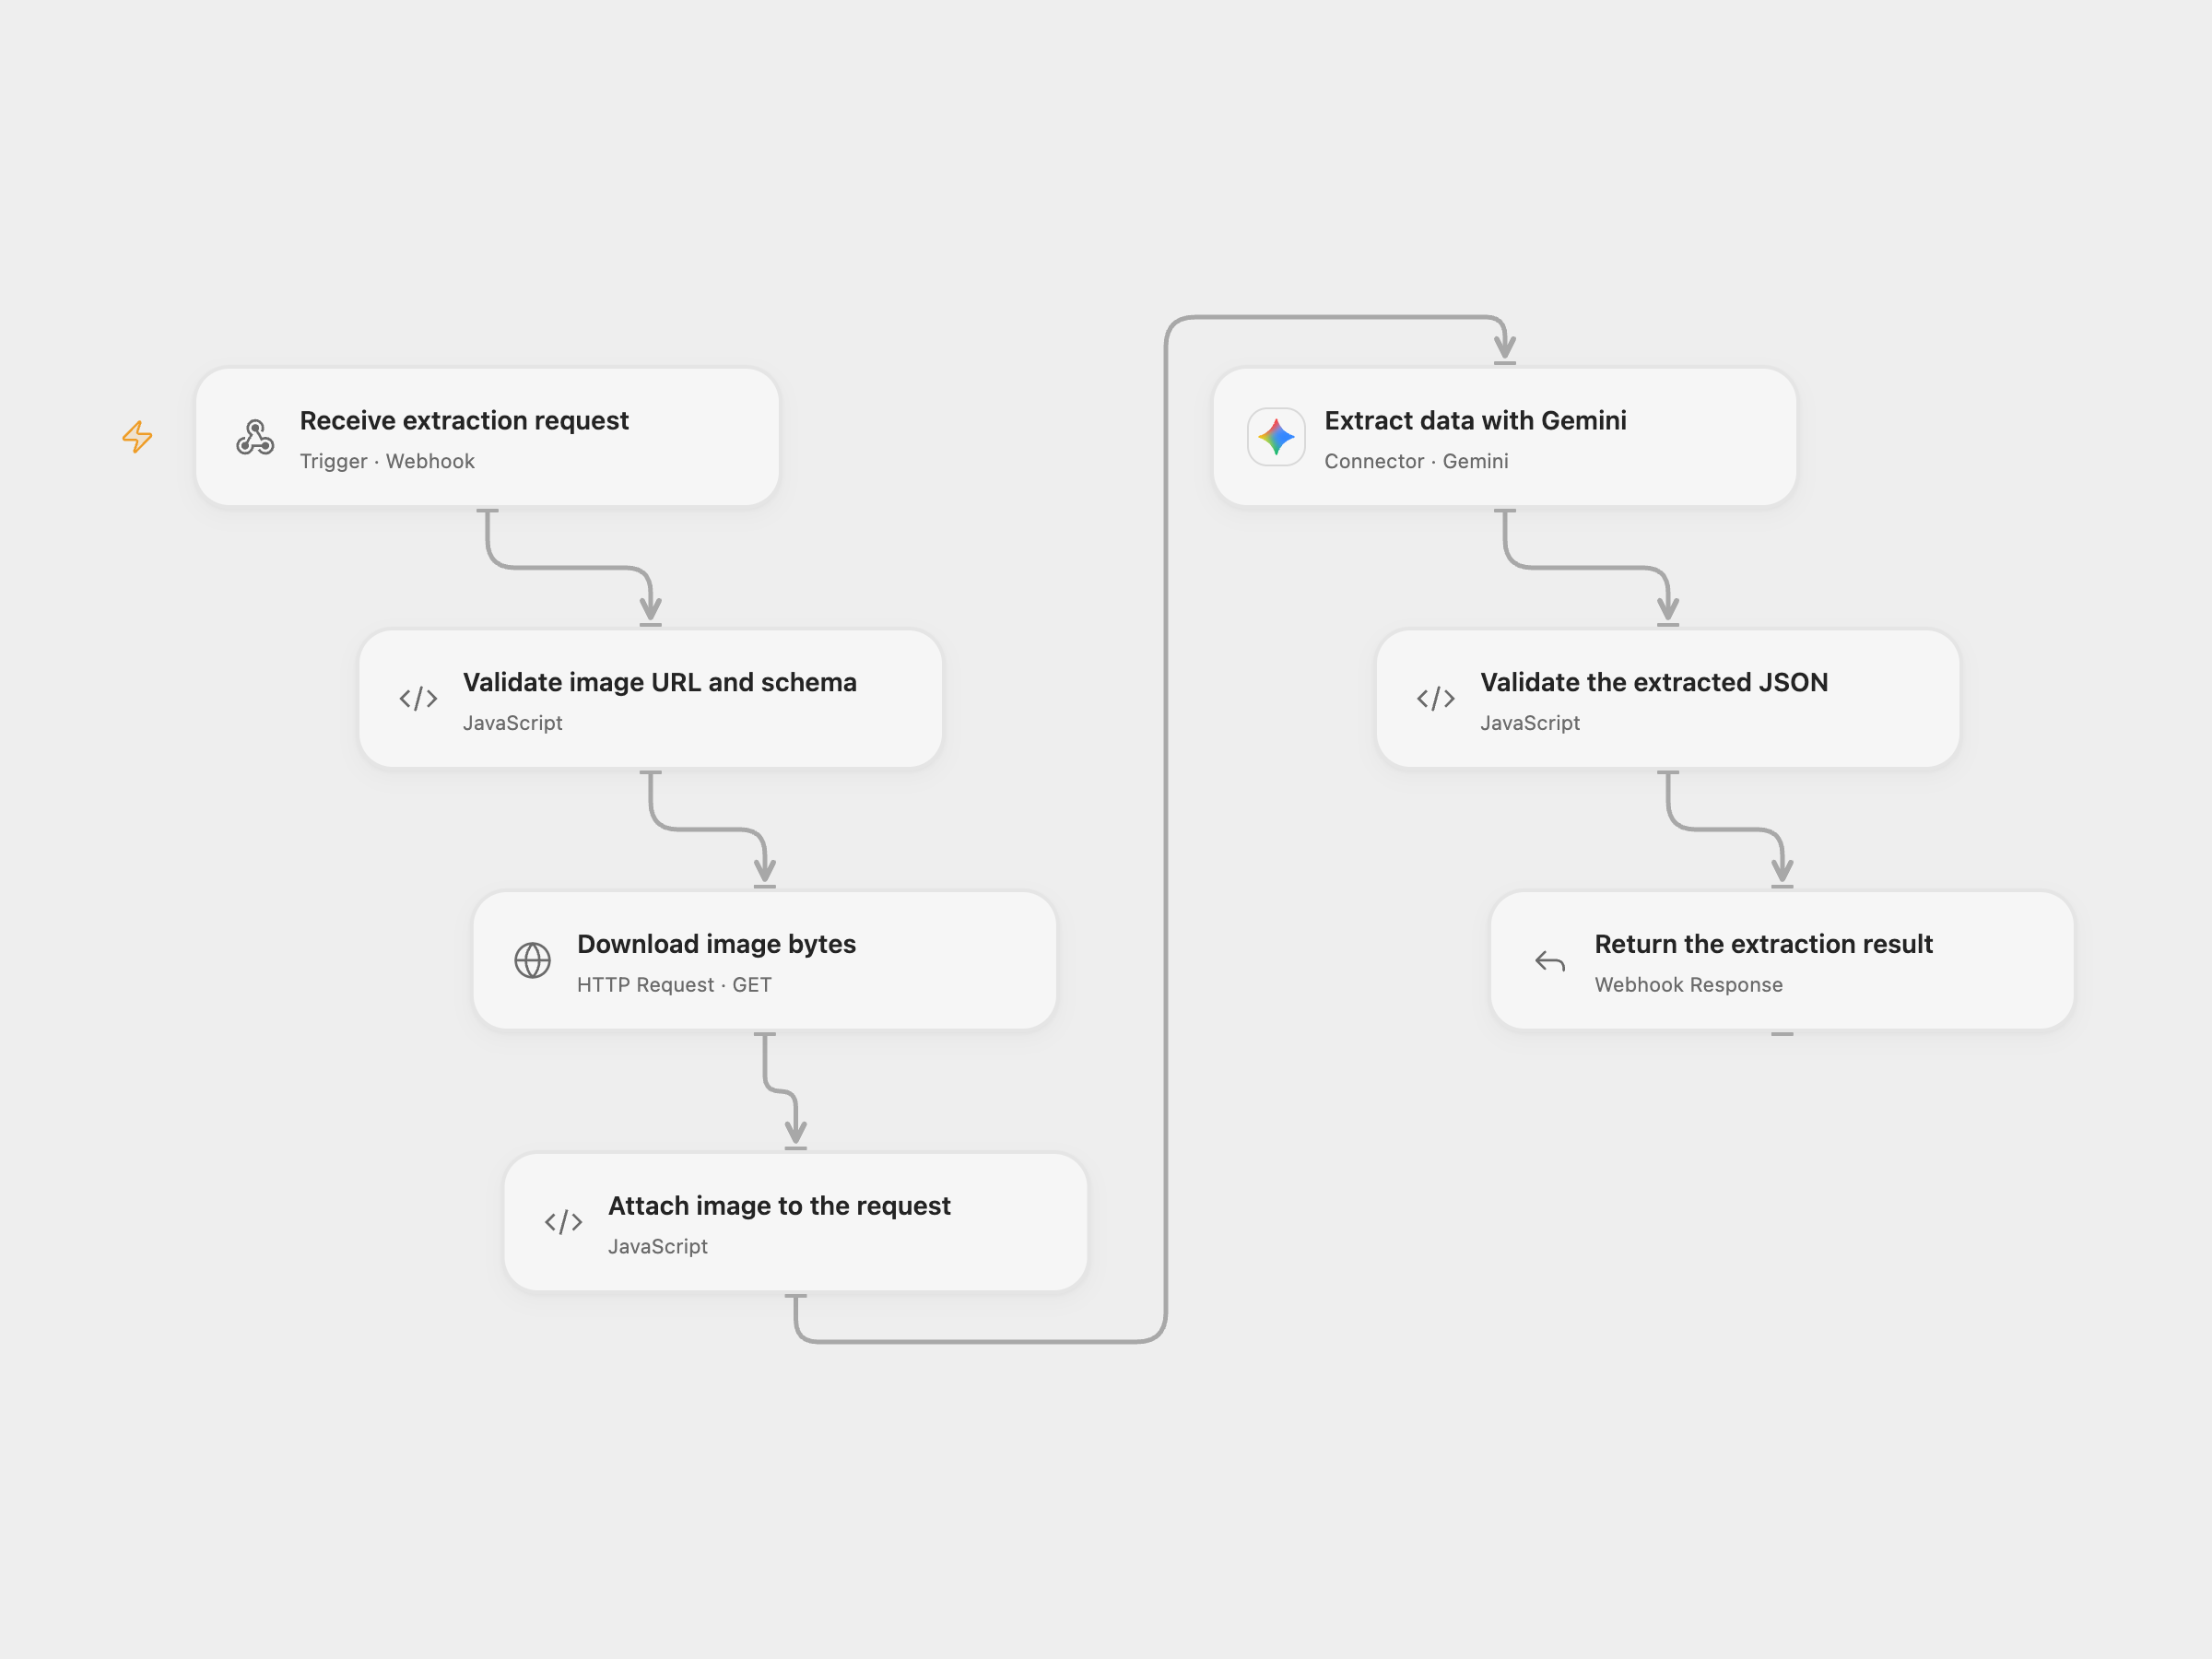 Receive extraction request
Trigger · Webhook
Validate image URL and schema
JavaScript
Download image bytes
HTTP Request · GET
Attach image to the request
JavaScript
Extract data with Gemini
Connector · Gemini
Validate the extracted JSON
JavaScript
Return the extraction result
Webhook Response